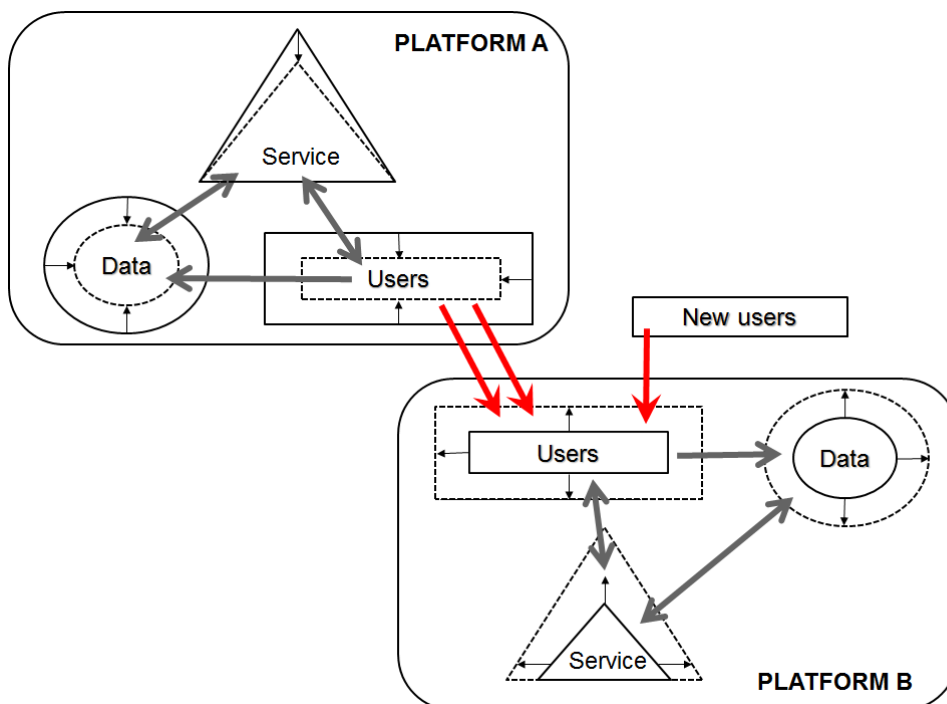 PLATFORM A
Service
Data
Users
New users
Users
Data
Service
PLATFORM B